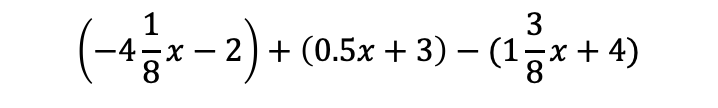 (−4 1/8 x − 2) + (0.5x + 3) − (1 3/8 x + 4)